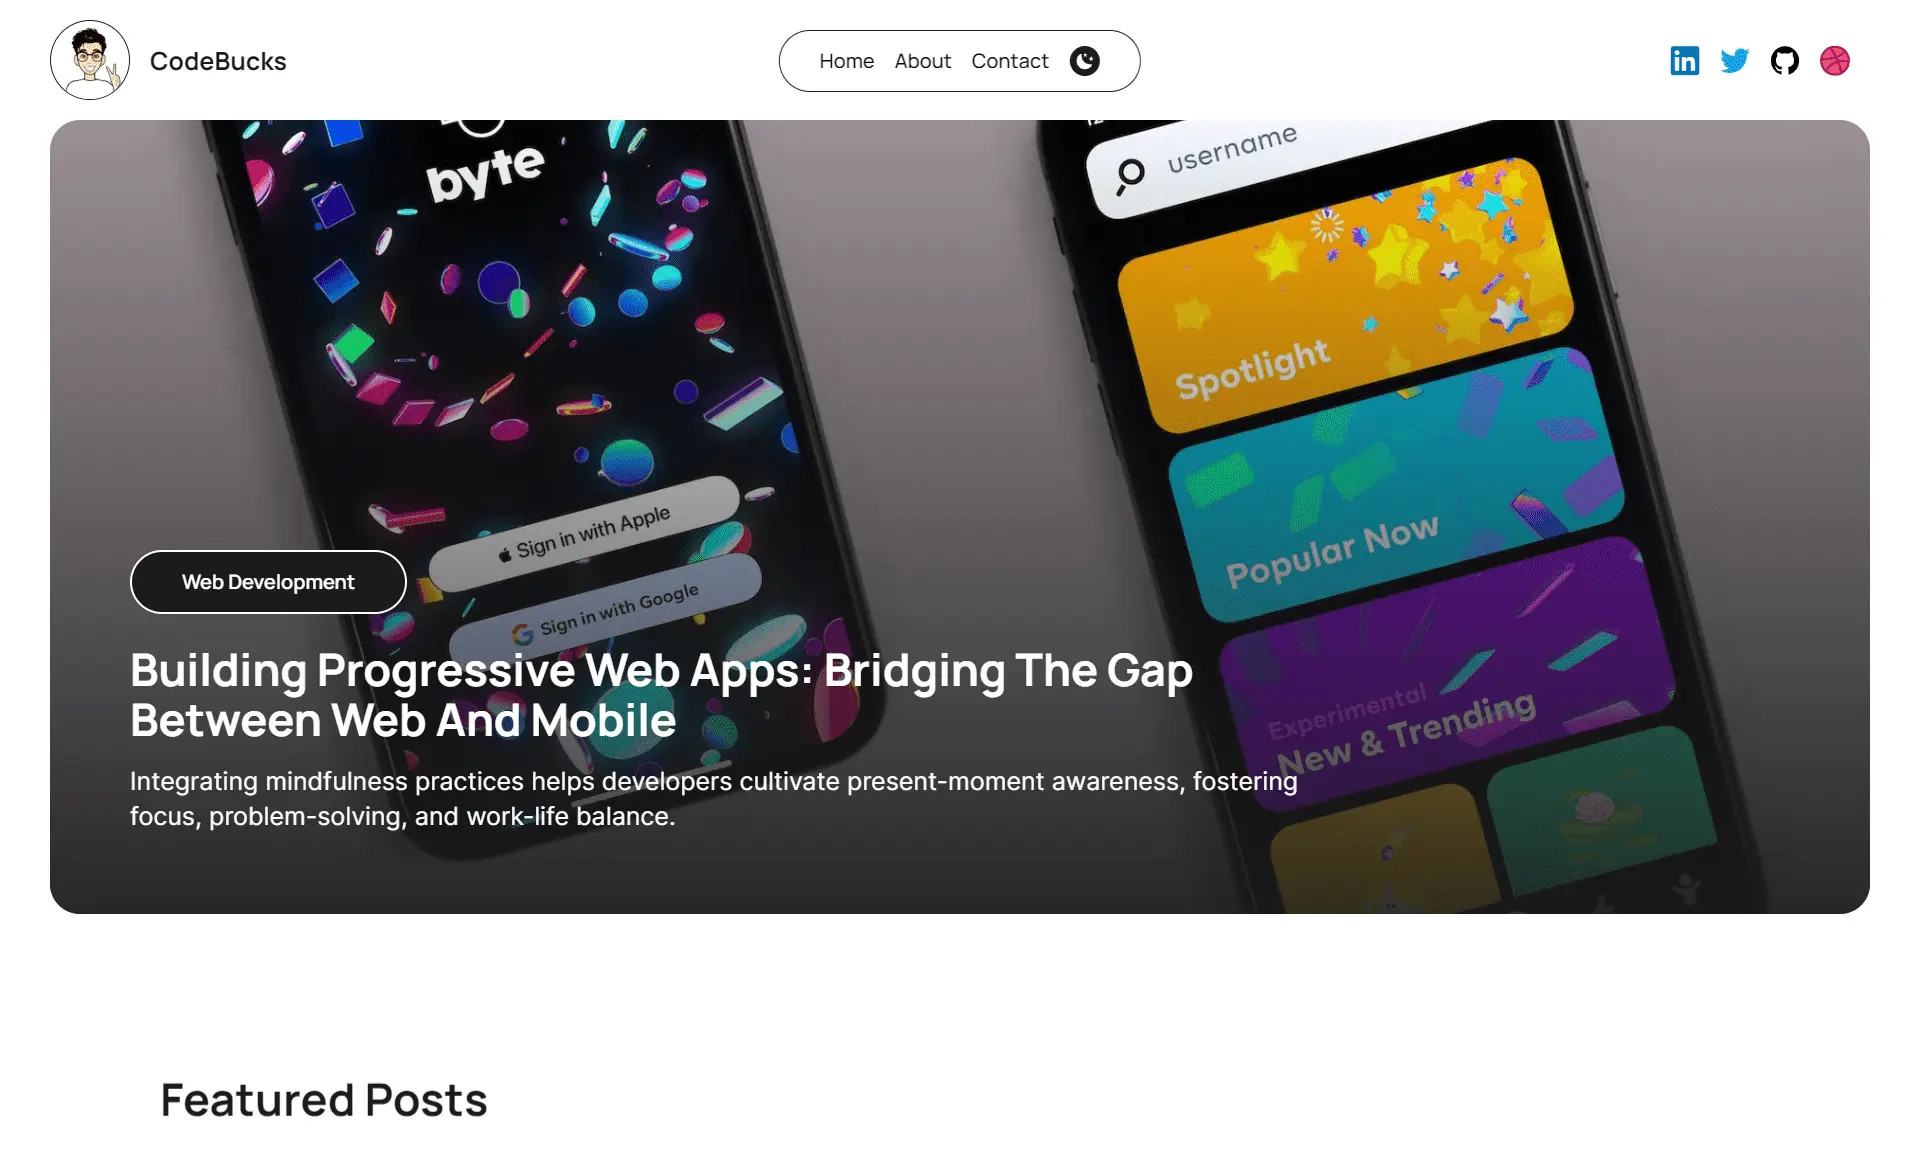 CodeBucks
Home About Contact
byte
username
Spotlight
Popular Now
Sign in with Apple
Sign in with Google
Web Development
Experimental
New & Trending
Building Progressive Web Apps: Bridging The Gap
Between Web And Mobile
Integrating mindfulness practices helps developers cultivate present-moment awareness, fostering
focus, problem-solving, and work-life balance.
Featured Posts